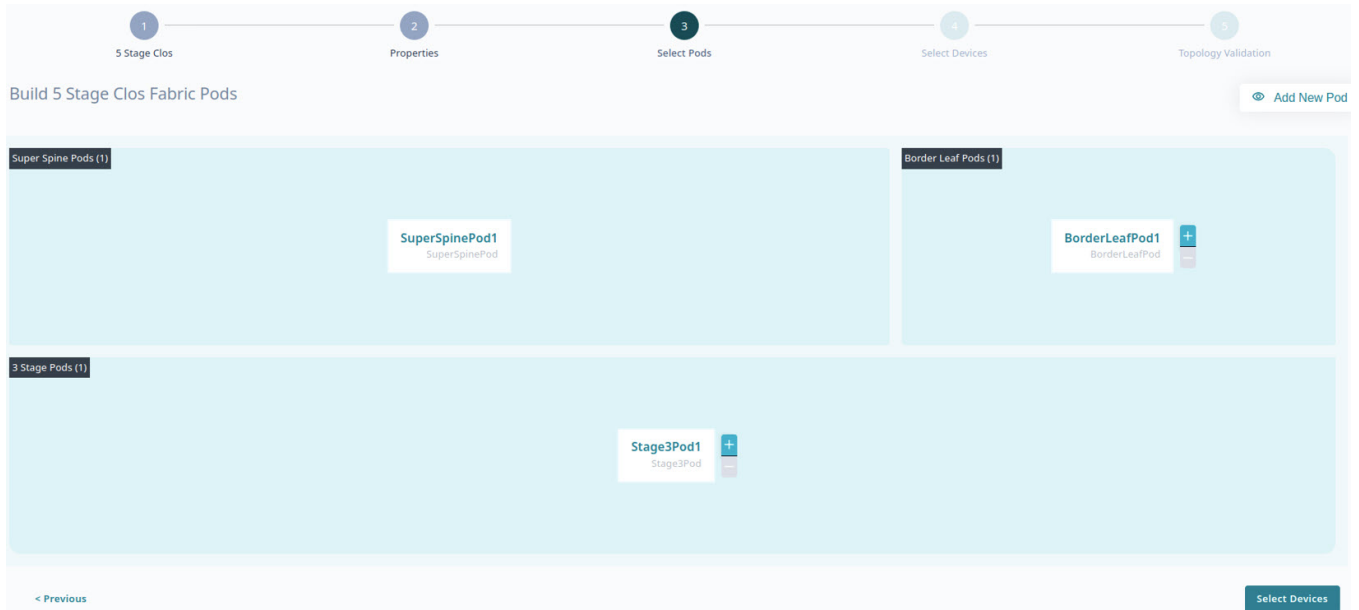 1
2
3
4
5
5 Stage Clos
Properties
Select Pods
Select Devices
Topology Validation
Build 5 Stage Clos Fabric Pods
Add New Pod
Super Spine Pods (1)
Border Leaf Pods (1)
SuperSpinePod1
SuperSpinePod
BorderLeafPod1
BorderLeafPod
+
−
3 Stage Pods (1)
Stage3Pod1
Stage3Pod
+
−
< Previous
Select Devices